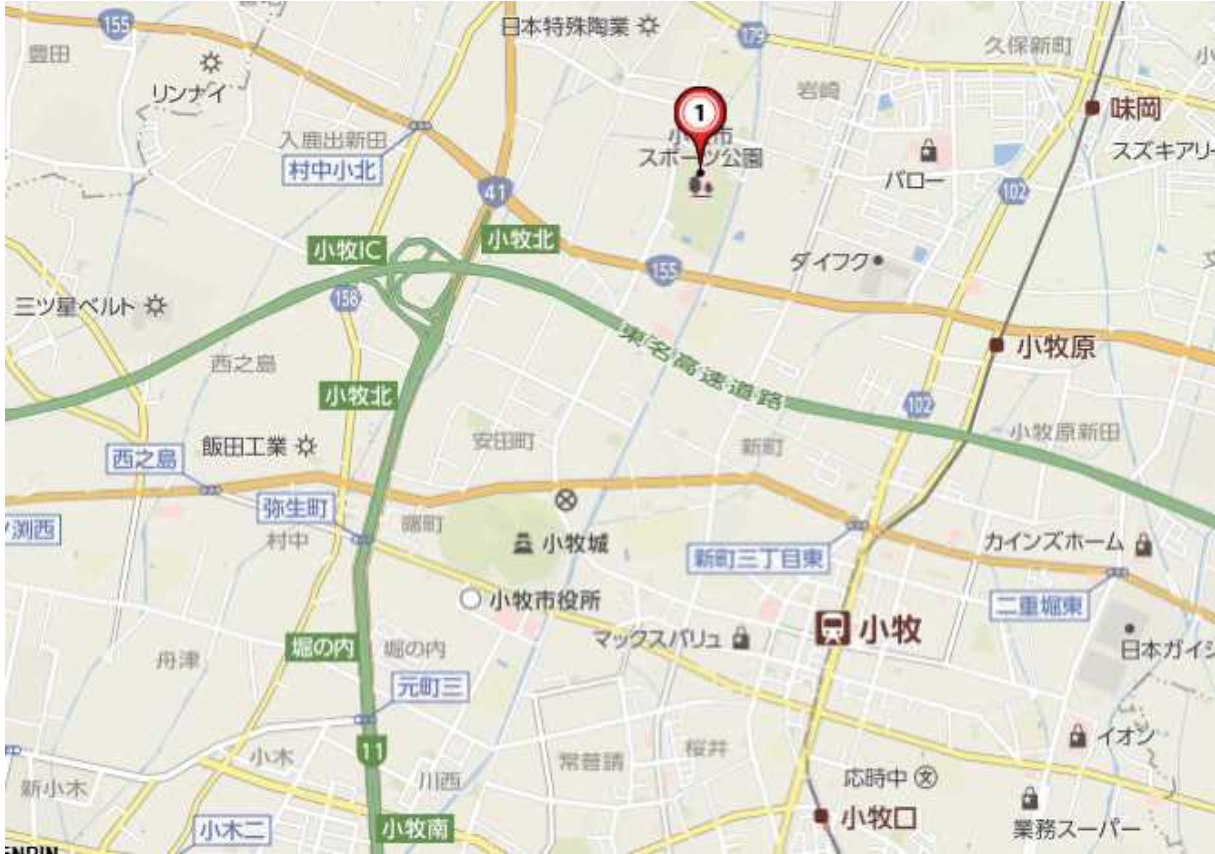 155
日本特殊陶業
179
久保新町
豊田
リンナイ
岩崎
味岡
1
入鹿出新田
村中小北
スポーツ公園
バロー
スズキアリー
41
102
小牧IC
小牧北
155
ダイフク
三ツ星ベルト
158
小牧原
西之島
東名高速道路
小牧北
102
小牧原新田
飯田工業
安田町
新町
西之島
弥生町
曙町
村中
小牧城
新町三丁目東
カインズホーム
小牧市役所
二重堀東
マックスバリュ
小牧
堀の内
堀の内
日本ガイシ
舟津
元町三
11
小木
常普請
桜井
イオン
新小木
川西
応時中
文
小木二
小牧南
小牧口
業務スーパー